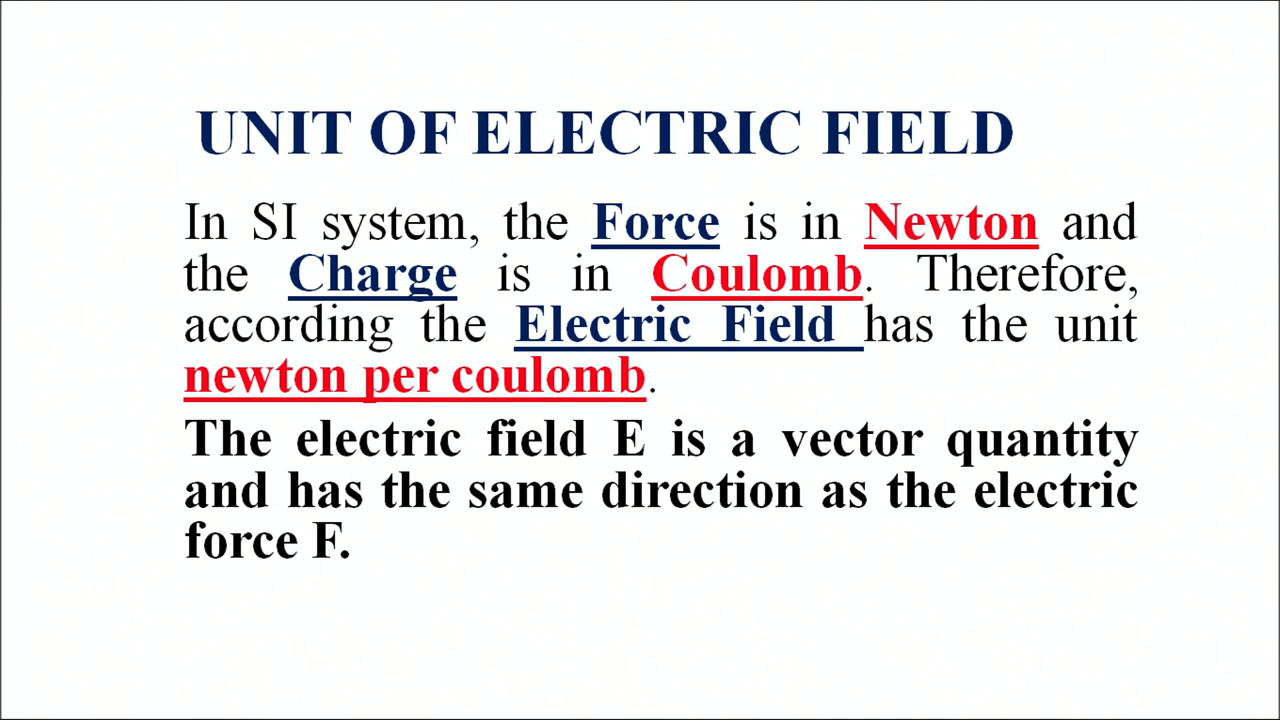 UNIT OF ELECTRIC FIELD
In SI system, the Force is in Newton and
the Charge is in Coulomb. Therefore,
according the Electric Field has the unit
newton per coulomb.
The electric field E is a vector quantity
and has the same direction as the electric
force F.